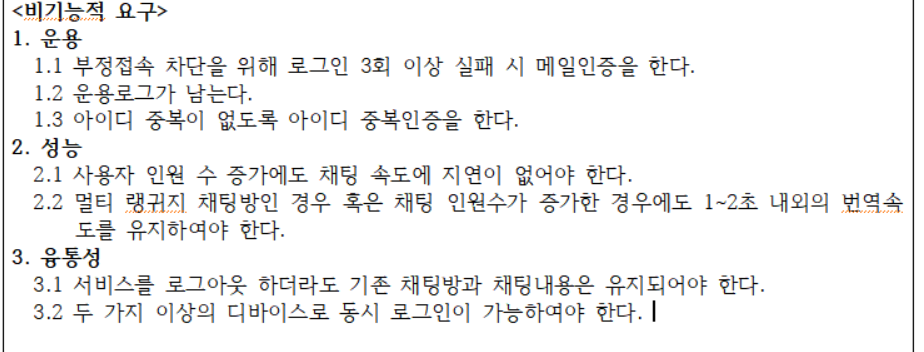 <비기능적 요구>
1. 운용
1.1 부정접속 차단을 위해 로그인 3회 이상 실패 시 메일인증을 한다.
1.2 운용로그가 남는다.
1.3 아이디 중복이 없도록 아이디 중복인증을 한다.
2. 성능
2.1 사용자 인원 수 증가에도 채팅 속도에 지연이 없어야 한다.
2.2 멀티 랭귀지 채팅방인 경우 혹은 채팅 인원수가 증가한 경우에도 1~2초 내외의 번역속
도를 유지하여야 한다.
3. 융통성
3.1 서비스를 로그아웃 하더라도 기존 채팅방과 채팅내용은 유지되어야 한다.
3.2 두 가지 이상의 디바이스로 동시 로그인이 가능하여야 한다.